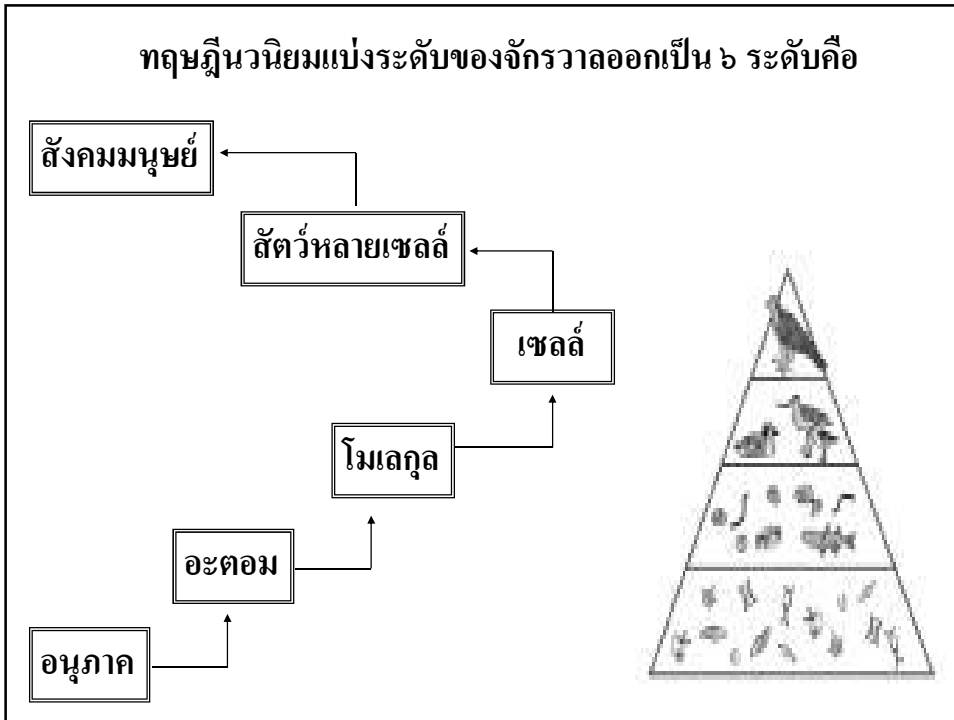 ทฤษฎีนวนิยมแบ่งระดับของจักรวาลออกเป็น ๖ ระดับคือ
สังคมมนุษย์
สัตว์หลายเซลล์
เซลล์
โมเลกุล
อะตอม
อนุภาค